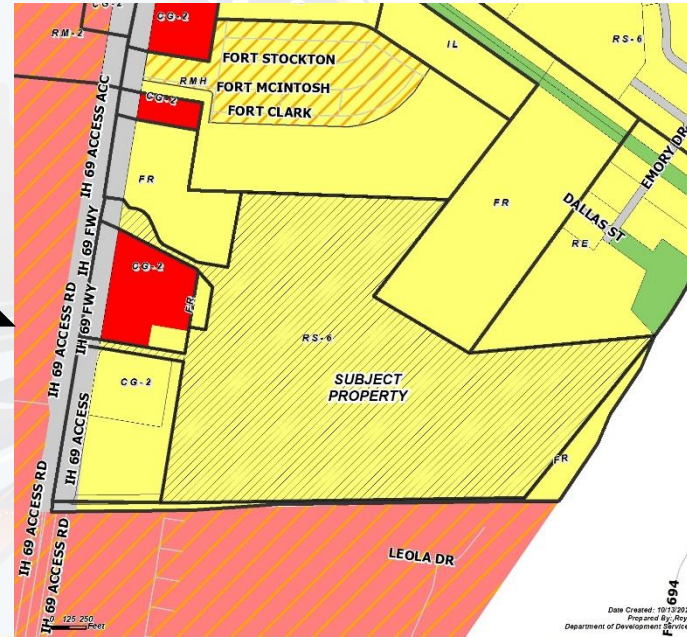 CG-2
CG-2
RM-2
IL
RS-6
FORT STOCKTON
RMH
FORT MCINTOSH
CG-2
FORT CLARK
IH 69 ACCESS ACC
EMORY DR
FR
FR
DALLAS ST
IH 69 FWY
RE
CG-2
FR
IH 69 FWY
IH 69 ACCESS RD
RS-6
SUBJECT
PROPERTY
CG-2
IH 69 ACCESS
FR
IH 69 ACCESS RD
IH 69 ACCESS RD
LEOLA DR
694
0 125 250
Feet
Date Created: 10/13/202
Prepared By:
Department of Development Service